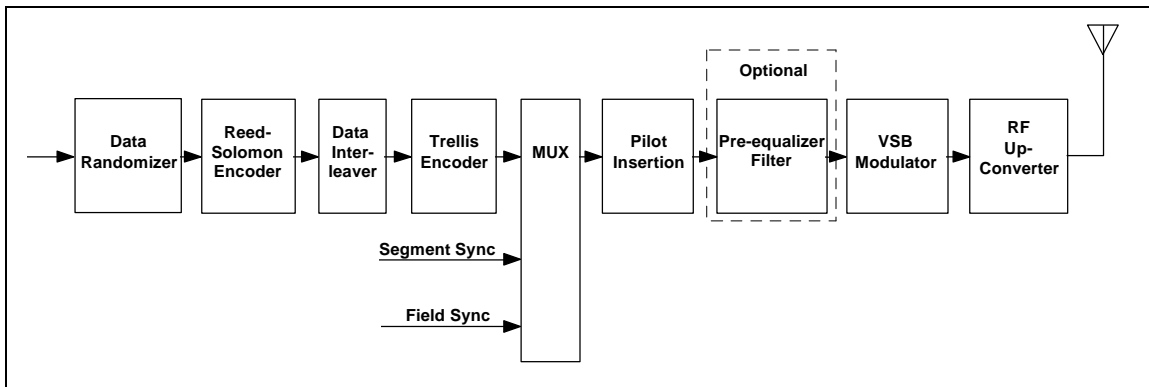 Optional
Data
Randomizer
Reed-
Solomon
Encoder
Data
Inter-
leaver
Trellis
Encoder
MUX
Pilot
Insertion
Pre-equalizer
Filter
VSB
Modulator
RF
Up-
Converter
Segment Sync
Field Sync